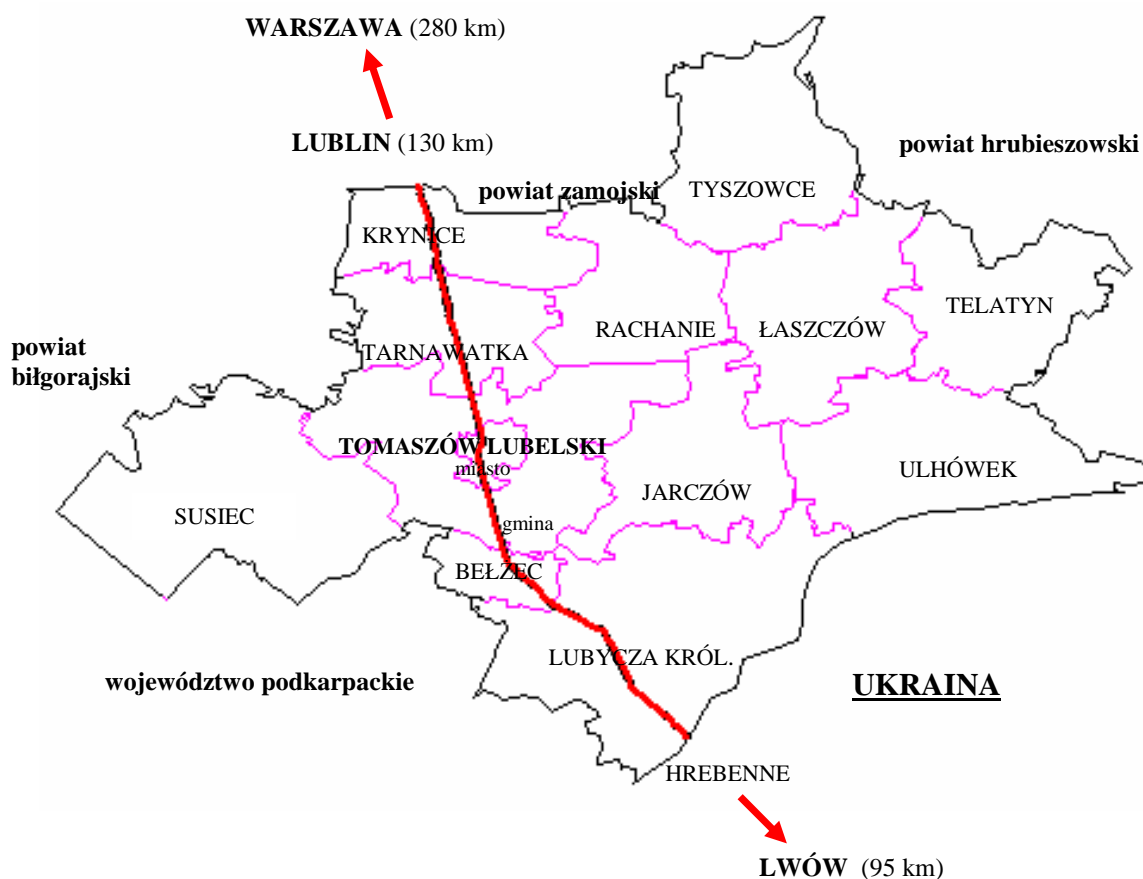 WARSZAWA (280 km)
LUBLIN (130 km)
powiat hrubieszowski
powiat zamojski
TYSZOWCE
KRYNICE
TELATYN
RACHANIE
ŁASZCZÓW
powiat
biłgorajski
TARNAWATKA
TOMASZÓW LUBELSKI
miasto
ULHÓWEK
JARCZÓW
SUSIEC
gmina
BEŁŻEC
LUBYCZA KRÓL.
województwo podkarpackie
UKRAINA
HREBENNE
LWÓW (95 km)